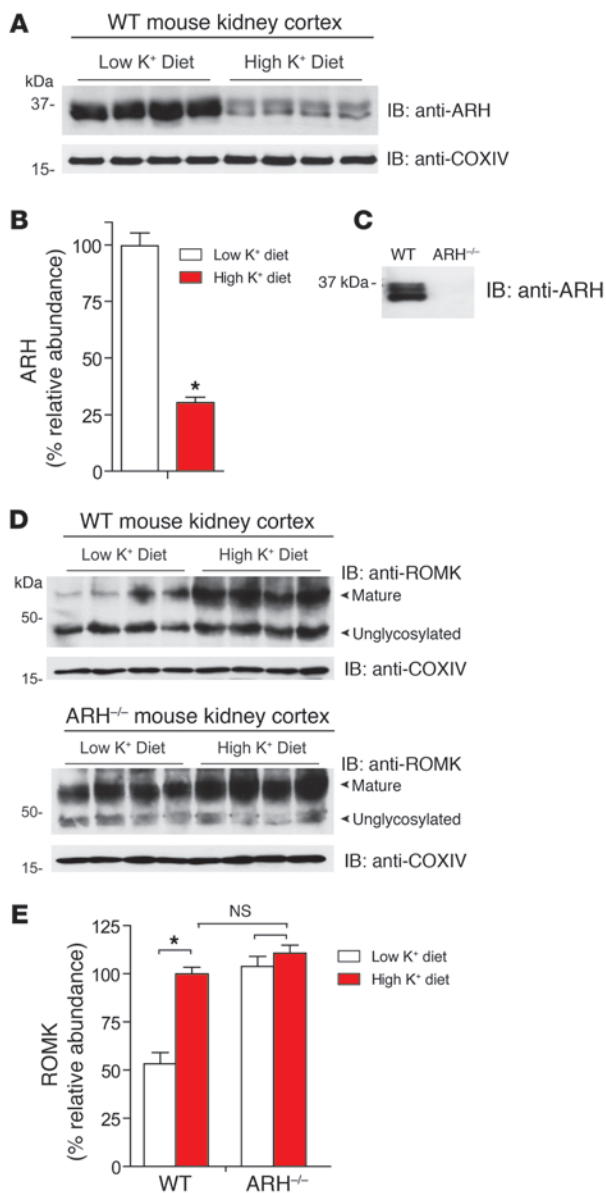 A
WT mouse kidney cortex
Low K⁺ Diet High K⁺ Diet
kDa
37-
IB: anti-ARH
15-
IB: anti-COXIV
B
ARH
(% relative abundance)
100
75
50
25
0
Low K⁺ diet
High K⁺ diet
*
C
WT ARH⁻/⁻
37 kDa-
IB: anti-ARH
D
WT mouse kidney cortex
Low K⁺ Diet High K⁺ Diet
IB: anti-ROMK
kDa
Mature
50-
Unglycosylated
15-
IB: anti-COXIV
ARH⁻/⁻ mouse kidney cortex
Low K⁺ Diet High K⁺ Diet
IB: anti-ROMK
Mature
50-
Unglycosylated
15-
IB: anti-COXIV
E
ROMK
(% relative abundance)
125
100
75
50
25
0
NS
*
Low K⁺ diet
High K⁺ diet
WT ARH⁻/⁻